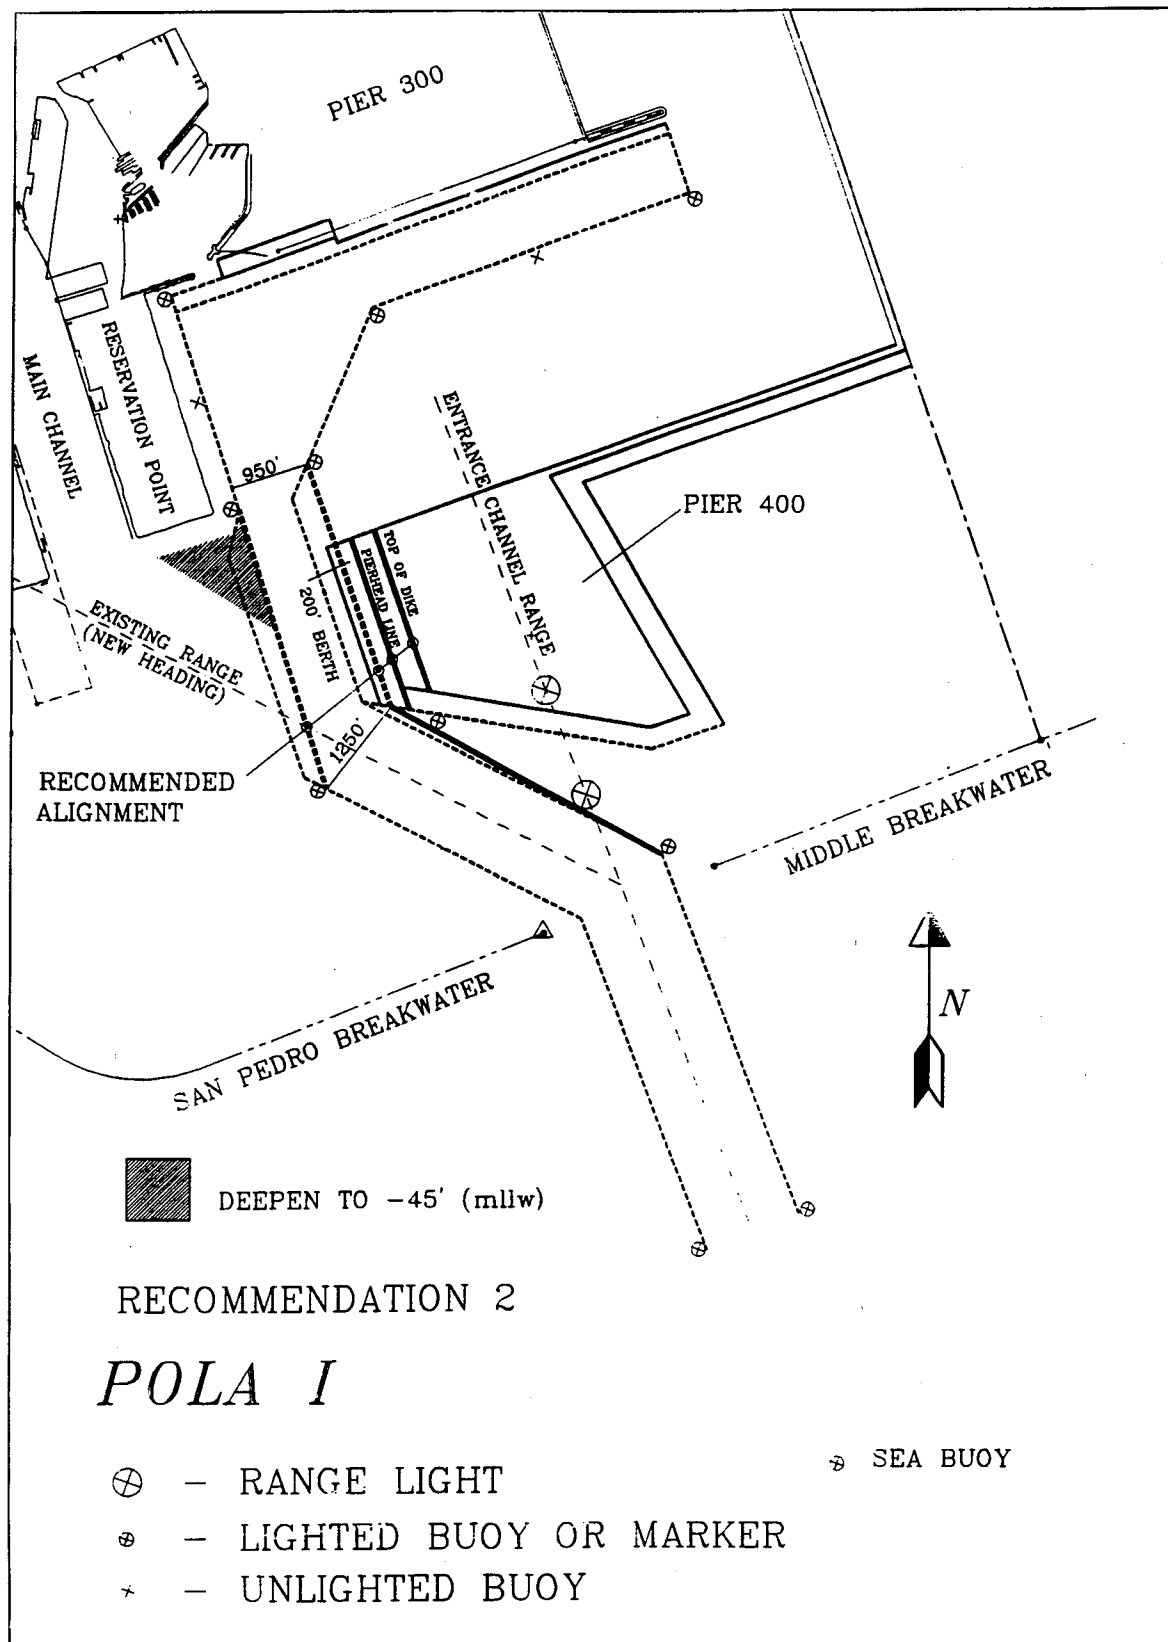 PIER 300
MAIN CHANNEL
RESERVATION POINT
950'
ENTRANCE CHANNEL RANGE
PIER 400
TOP OF DIKE
PIERHEAD LINE
200' BERTH
EXISTING RANGE
(NEW HEADING)
1250'
RECOMMENDED
ALIGNMENT
MIDDLE BREAKWATER
SAN PEDRO BREAKWATER
N
DEEPEN TO -45' (mllw)
RECOMMENDATION 2
POLA I
– RANGE LIGHT
– LIGHTED BUOY OR MARKER
– UNLIGHTED BUOY
SEA BUOY